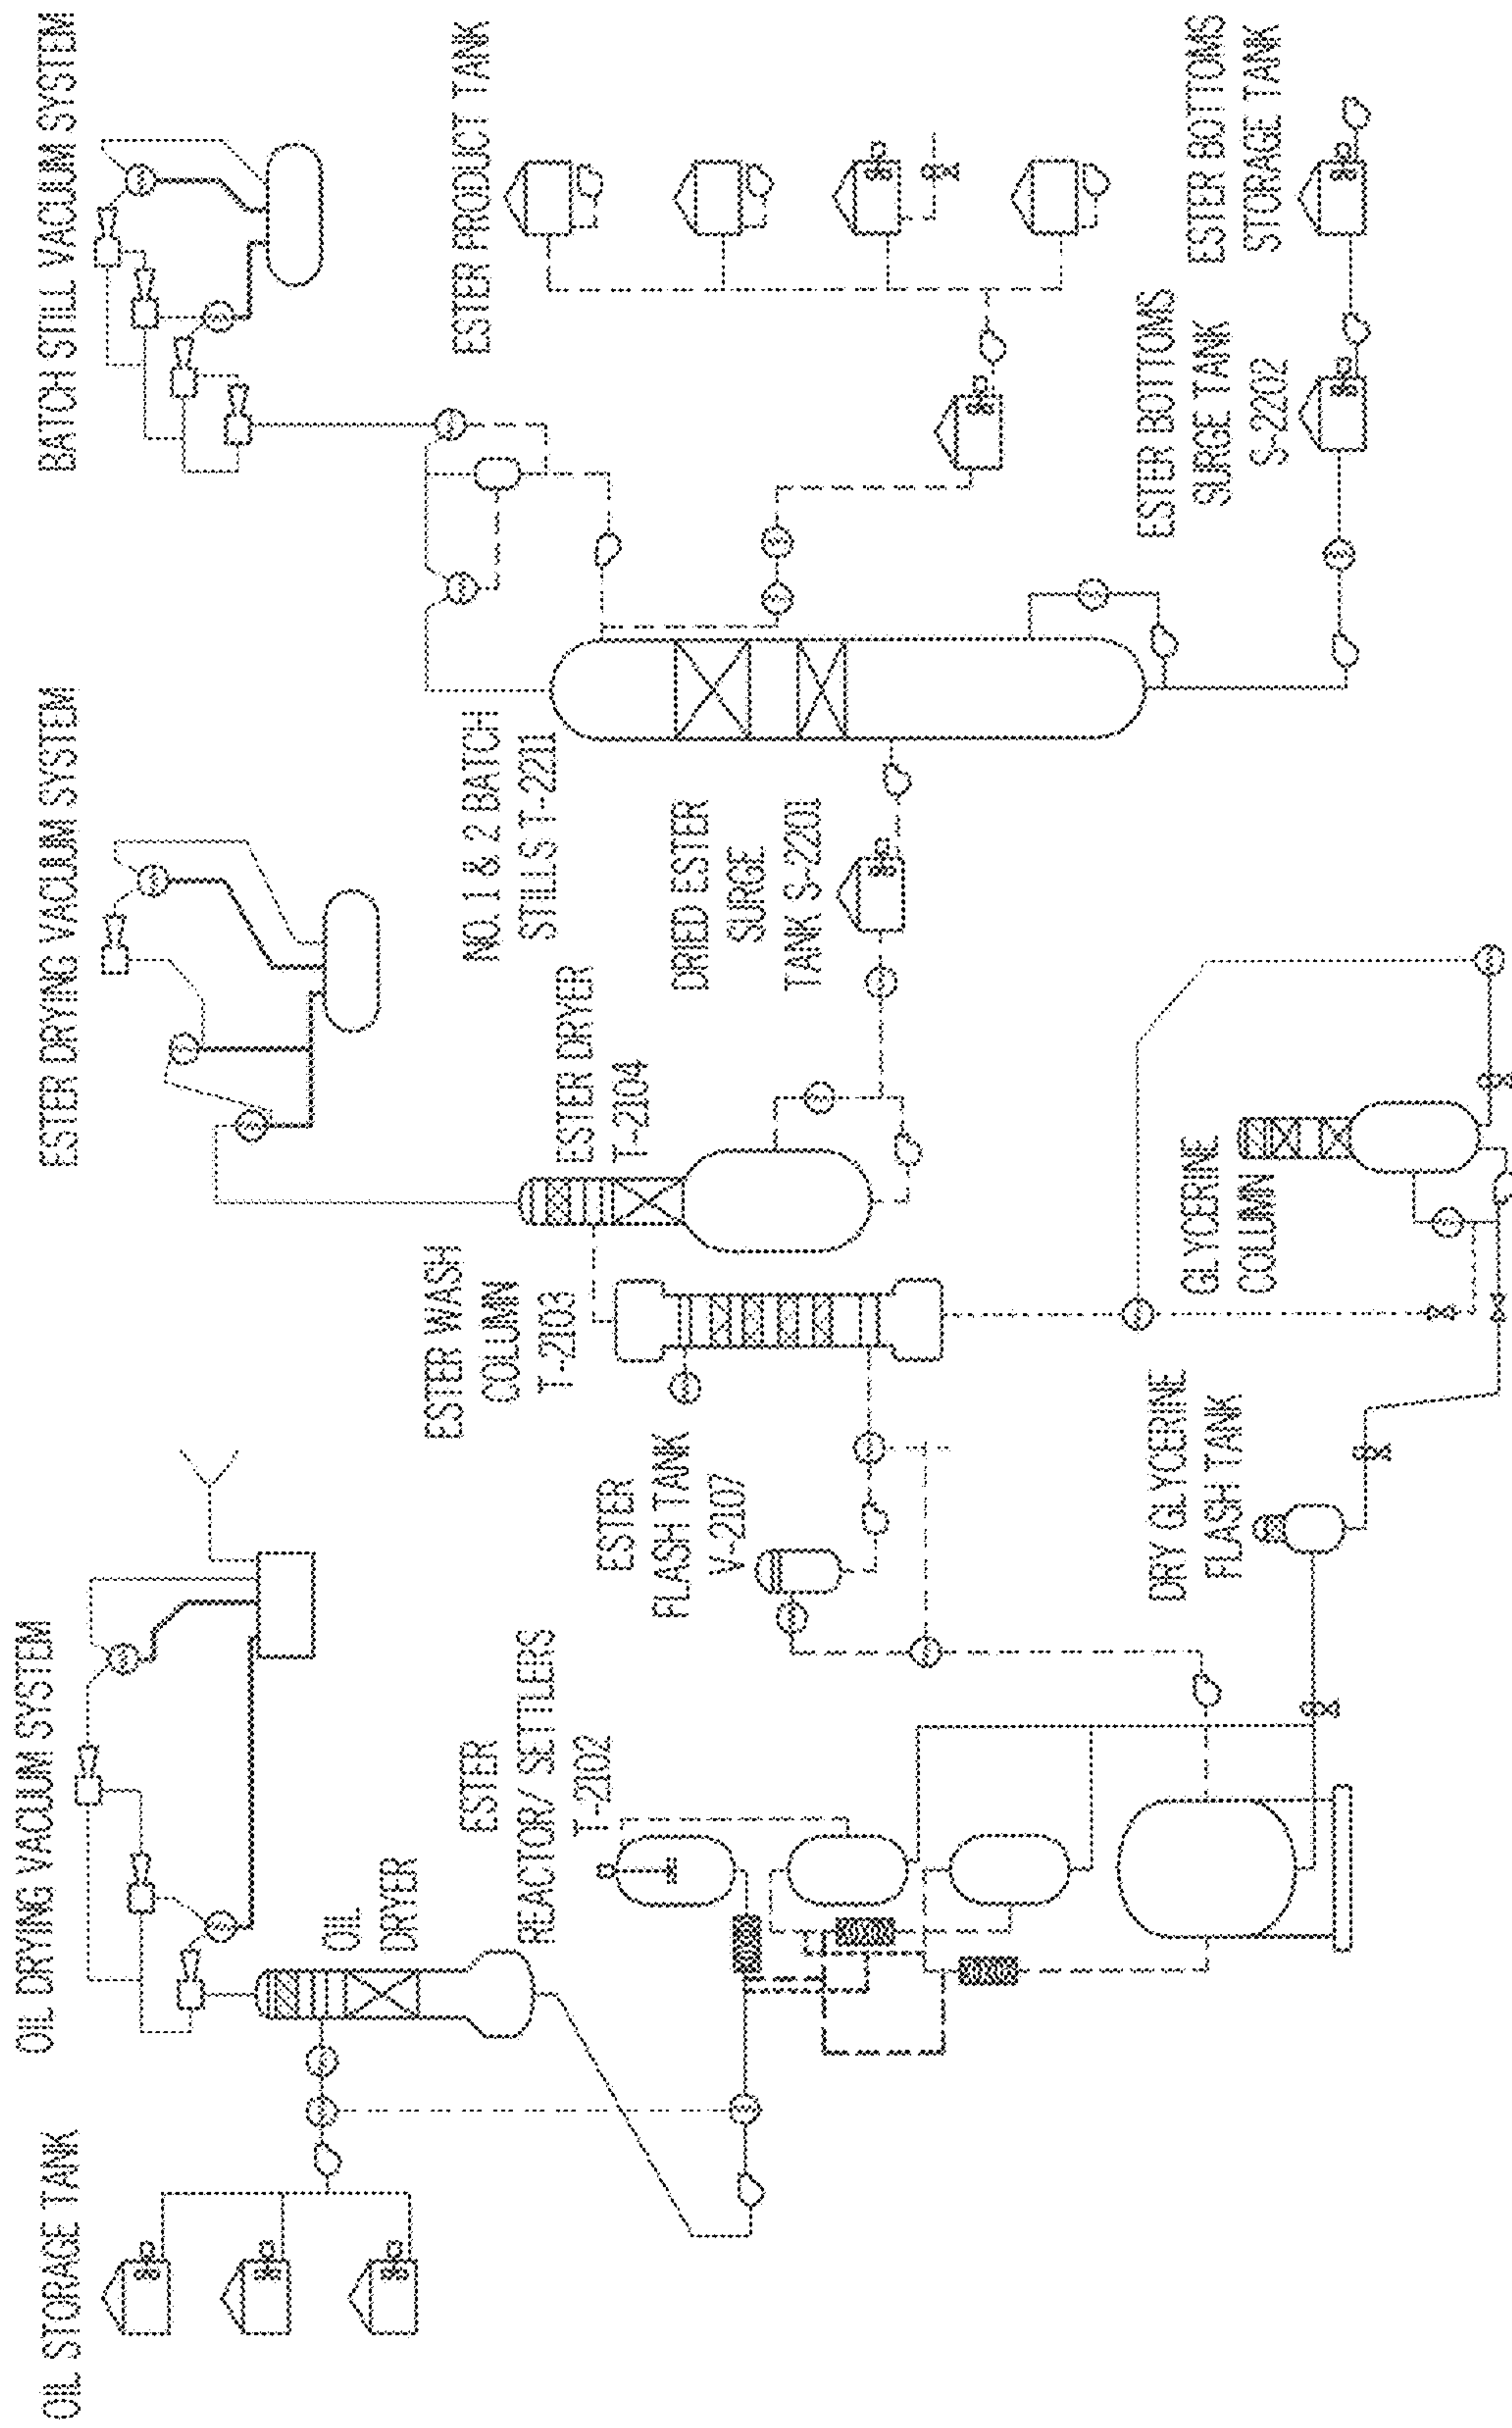 OIL STORAGE TANK
OIL DRYING VACUUM SYSTEM
ESTER DRYING VACUUM SYSTEM
BATCH STILL VACUUM SYSTEM
OIL
DRYER
ESTER
REACTOR/ SETTLERS
T-2102
ESTER
FLASH TANK
V-2107
ESTER WASH
COLUMN
T-2103
ESTER DRYER
T-2104
NO. 1 & 2 BATCH
STILLS T-2211
ESTER PRODUCT TANK
DRIED ESTER
SURGE
TANK S-2201
DRY GLYCERINE
FLASH TANK
GLYCERINE
COLUMN
ESTER BOTTOMS
SURGE TANK
S-2202
ESTER BOTTOMS
STORAGE TANK